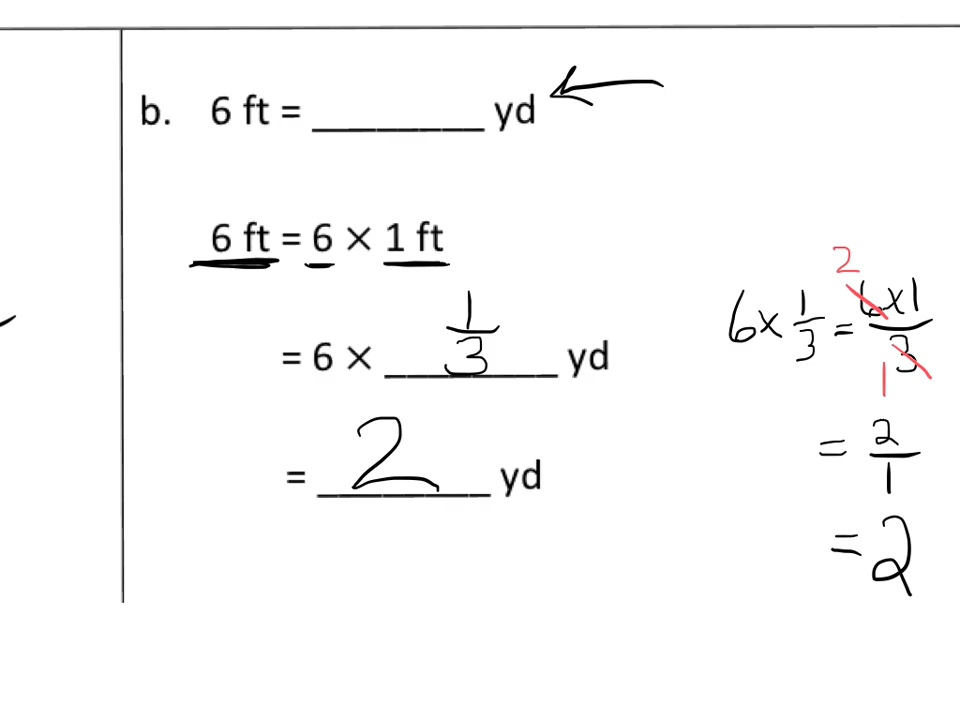 b. 6 ft = ________ yd
6 ft = 6 × 1 ft
= 6 × 1/3 yd
= 2 yd
2
6 × 1/3 = 6×1/3
1
= 2/1
= 2